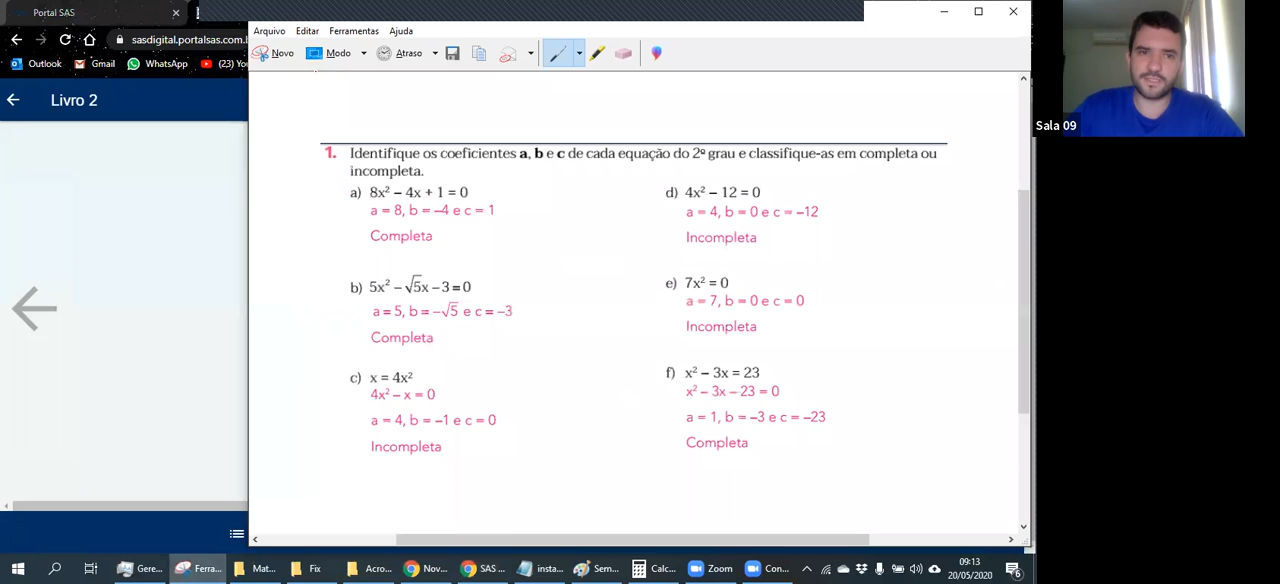 Portal SAS
sasdigital.portalsas.com.b
Outlook
Gmail
WhatsApp
(23) You
Livro 2
Arquivo Editar Ferramentas Ajuda
Novo
Modo
Atraso
1. Identifique os coeficientes a, b e c de cada equação do 2º grau e classifique-as em completa ou
incompleta.
a) 8x² – 4x + 1 = 0
a = 8, b = –4 e c = 1
Completa
b) 5x² – √5x – 3 = 0
a = 5, b = –√5 e c = –3
Completa
c) x = 4x²
4x² – x = 0
a = 4, b = –1 e c = 0
Incompleta
d) 4x² – 12 = 0
a = 4, b = 0 e c = –12
Incompleta
e) 7x² = 0
a = 7, b = 0 e c = 0
Incompleta
f) x² – 3x = 23
x² – 3x – 23 = 0
a = 1, b = –3 e c = –23
Completa
Sala 09
Gere...
Ferra...
Mat...
Fix
Acro...
Nov...
SAS ...
insta...
Sem...
Calc...
Zoom
Con...
09:13
20/05/2020
6